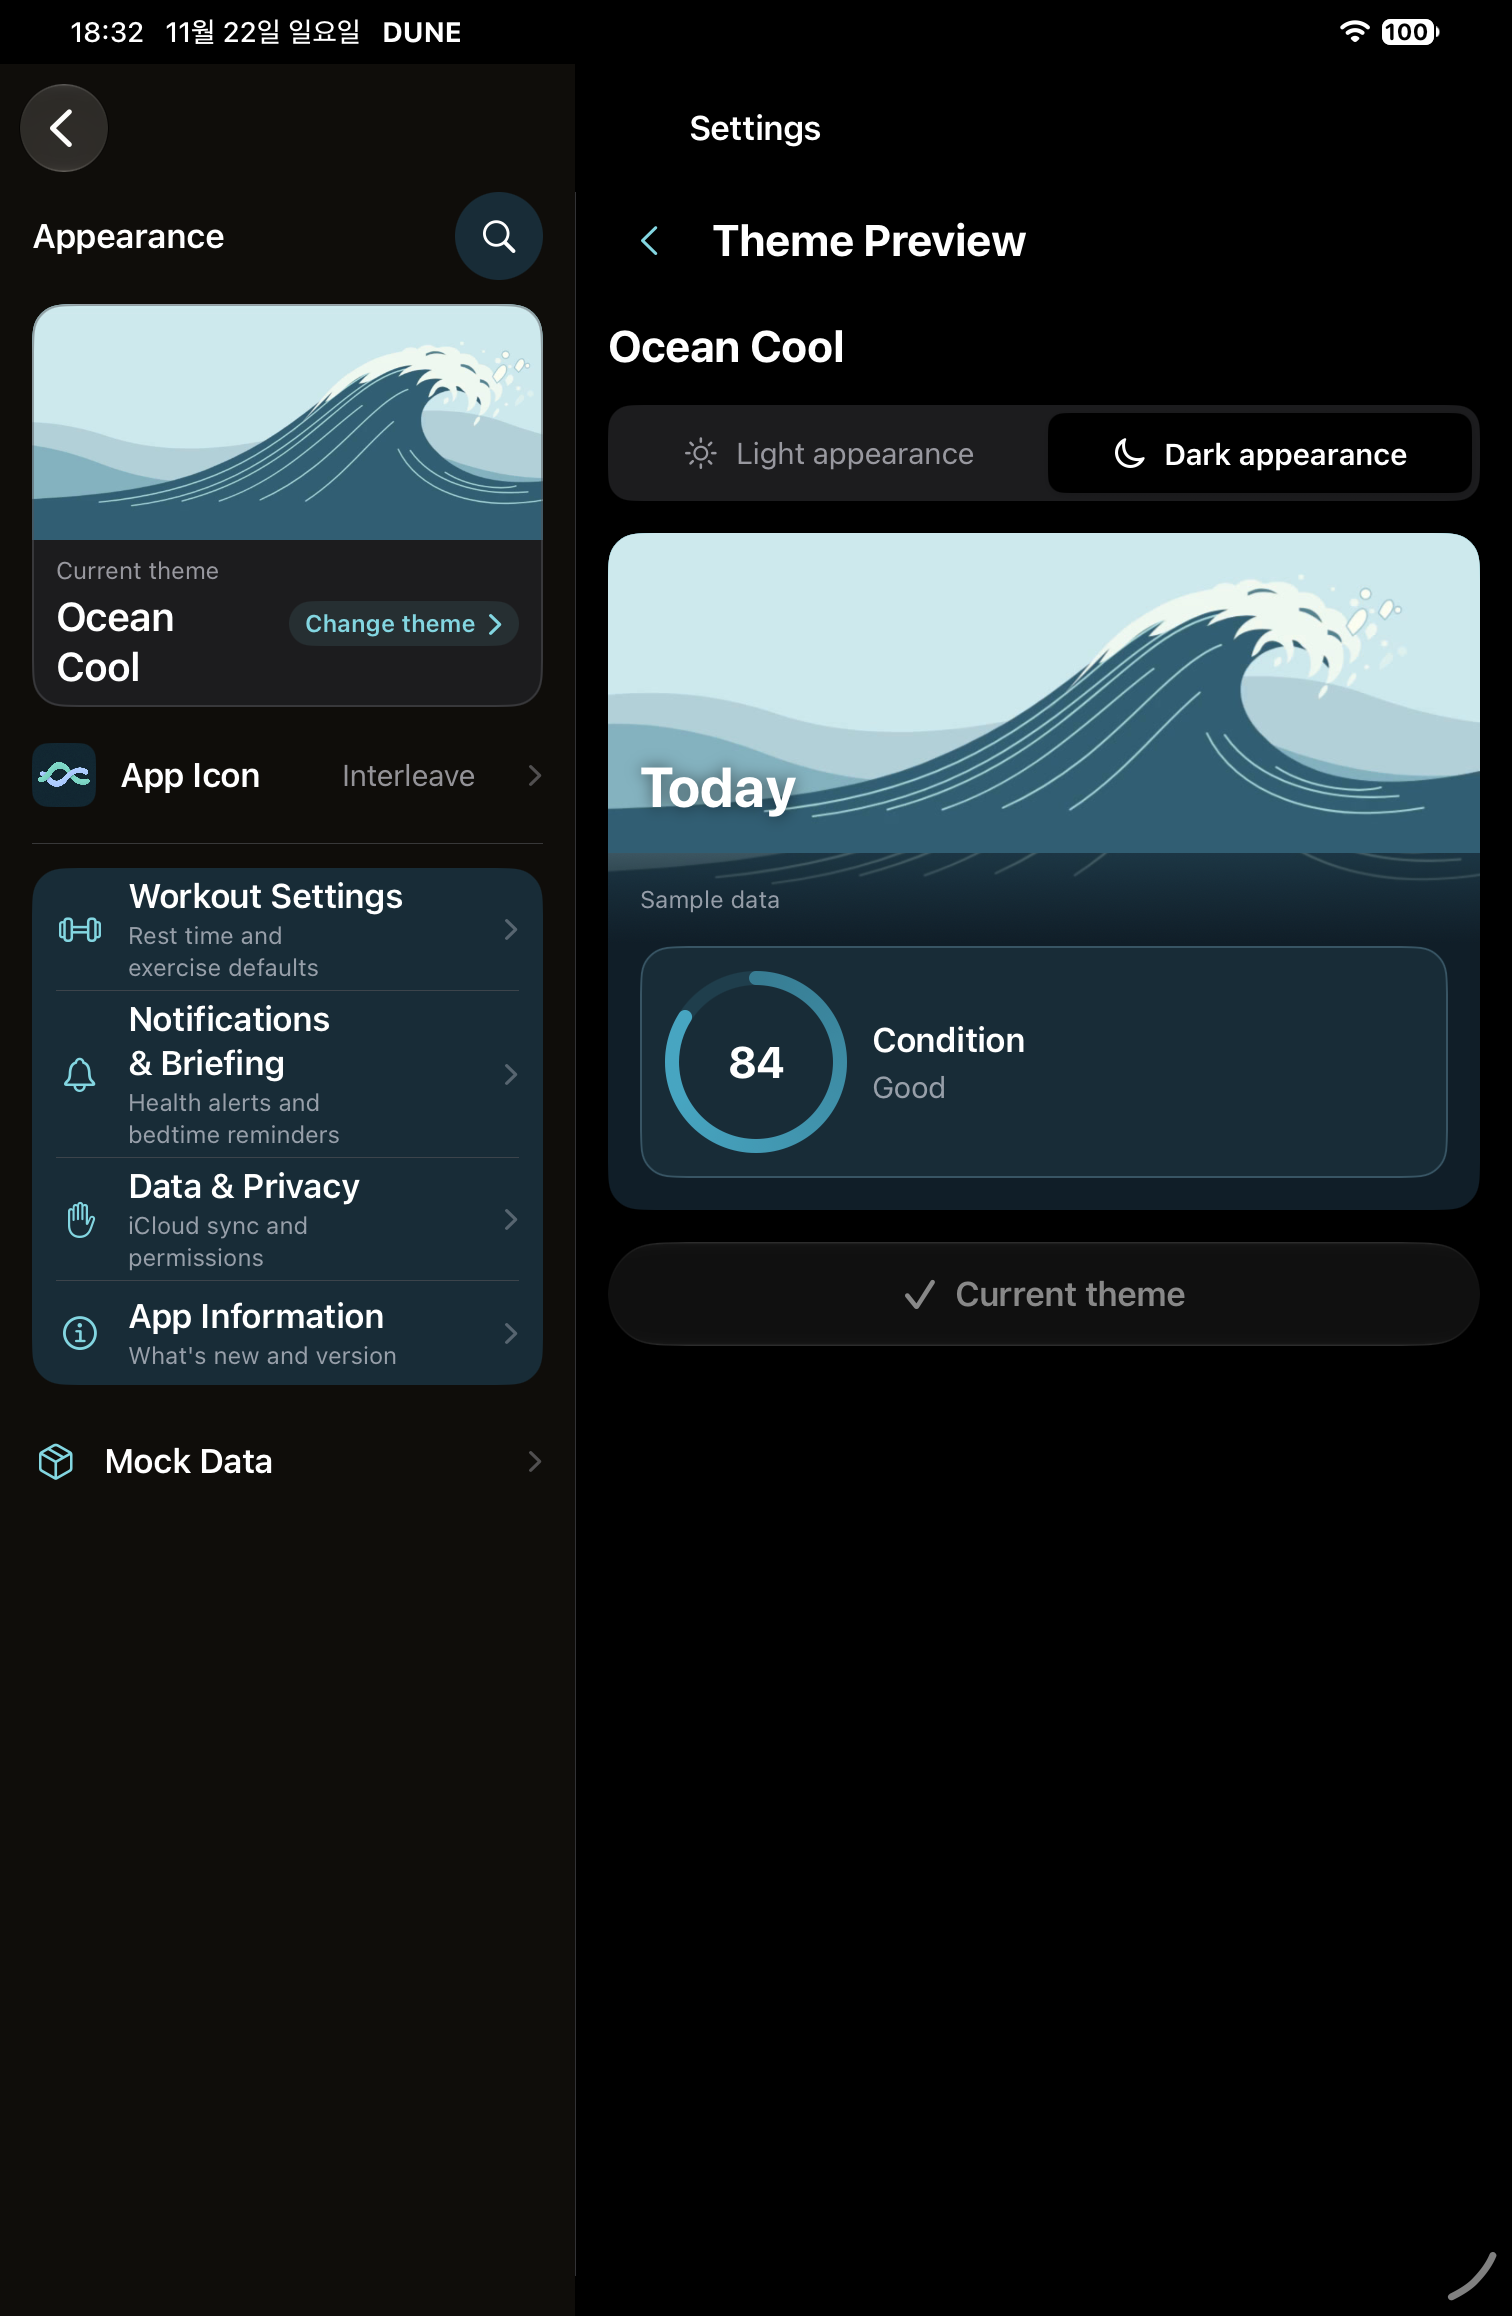 18:32 11월 22일 일요일 DUNE
100
Settings
Appearance
Current theme
Ocean
Cool
Change theme
App Icon
Interleave
Workout Settings
Rest time and
exercise defaults
Notifications
& Briefing
Health alerts and
bedtime reminders
Data & Privacy
iCloud sync and
permissions
App Information
What's new and version
Mock Data
Theme Preview
Ocean Cool
Light appearance
Dark appearance
Today
Sample data
84
Condition
Good
Current theme